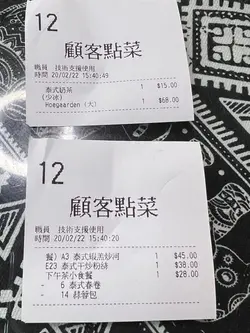 12
顧客點菜
職員 技術支援使用
時間 20/02/22 15:40:49
泰式奶茶 1 $15.00
(少冰)
Hoegaarden (大) 1 $68.00
12
顧客點菜
職員 技術支援使用
時間 20/02/22 15:40:20
餐) A3 泰式蝦羔炒河 1 $45.00
E23 泰式干炒粉絲 1 $38.00
下午茶小食餐 1 $28.00
- 6 泰式春卷
- 14 蒜蓉包